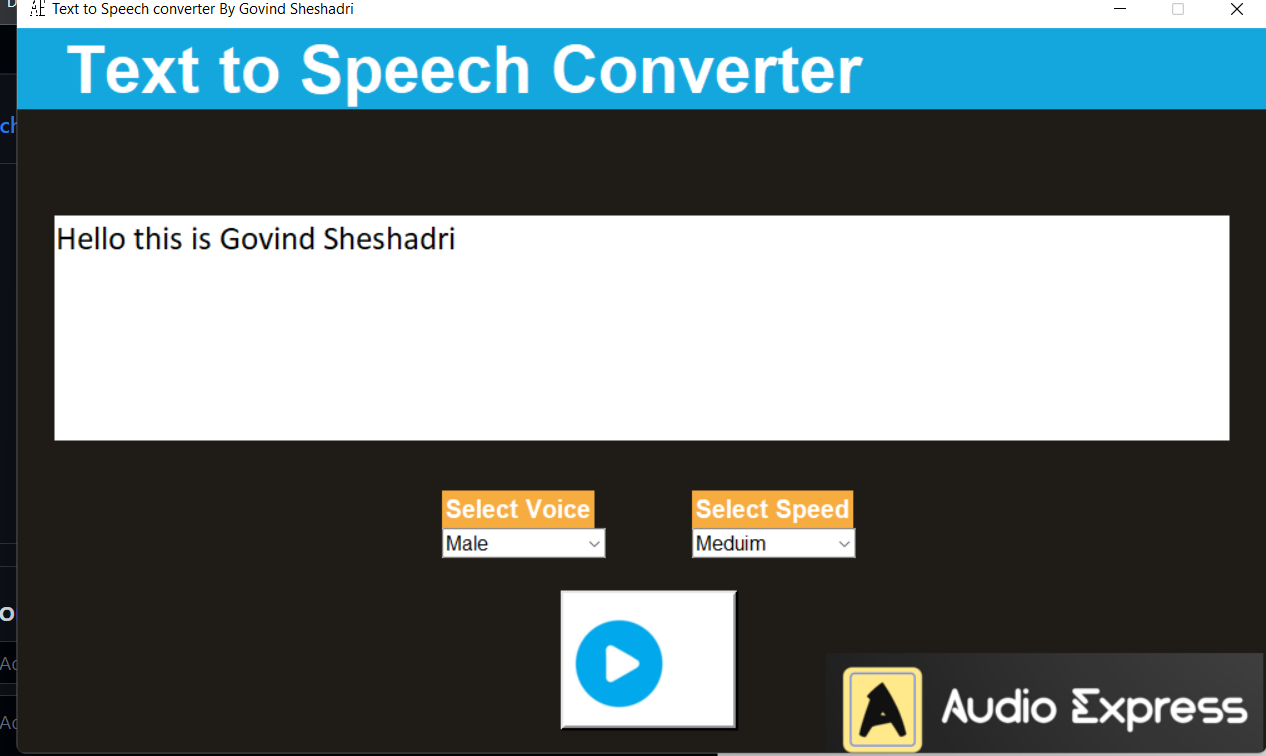 Text to Speech converter By Govind Sheshadri
Text to Speech Converter
Hello this is Govind Sheshadri
Select Voice
Select Speed
Male
Meduim
Audio Express